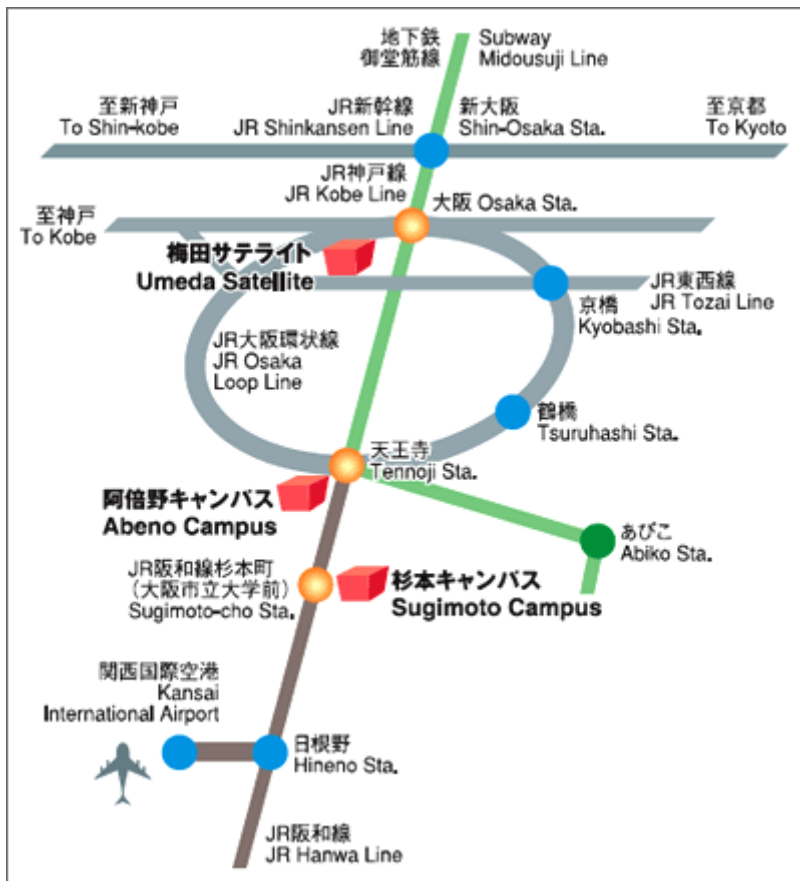 地下鉄
御堂筋線
Subway
Midousuji Line
至新神戸
To Shin-kobe
JR新幹線
JR Shinkansen Line
新大阪
Shin-Osaka Sta.
至京都
To Kyoto
JR神戸線
JR Kobe Line
大阪 Osaka Sta.
至神戸
To Kobe
梅田サテライト
Umeda Satellite
JR東西線
JR Tozai Line
京橋
Kyobashi Sta.
JR大阪環状線
JR Osaka
Loop Line
鶴橋
Tsuruhashi Sta.
天王寺
Tennoji Sta.
阿倍野キャンパス
Abeno Campus
あびこ
Abiko Sta.
JR阪和線杉本町
（大阪市立大学前）
Sugimoto-cho Sta.
杉本キャンパス
Sugimoto Campus
関西国際空港
Kansai
International Airport
日根野
Hineno Sta.
JR阪和線
JR Hanwa Line